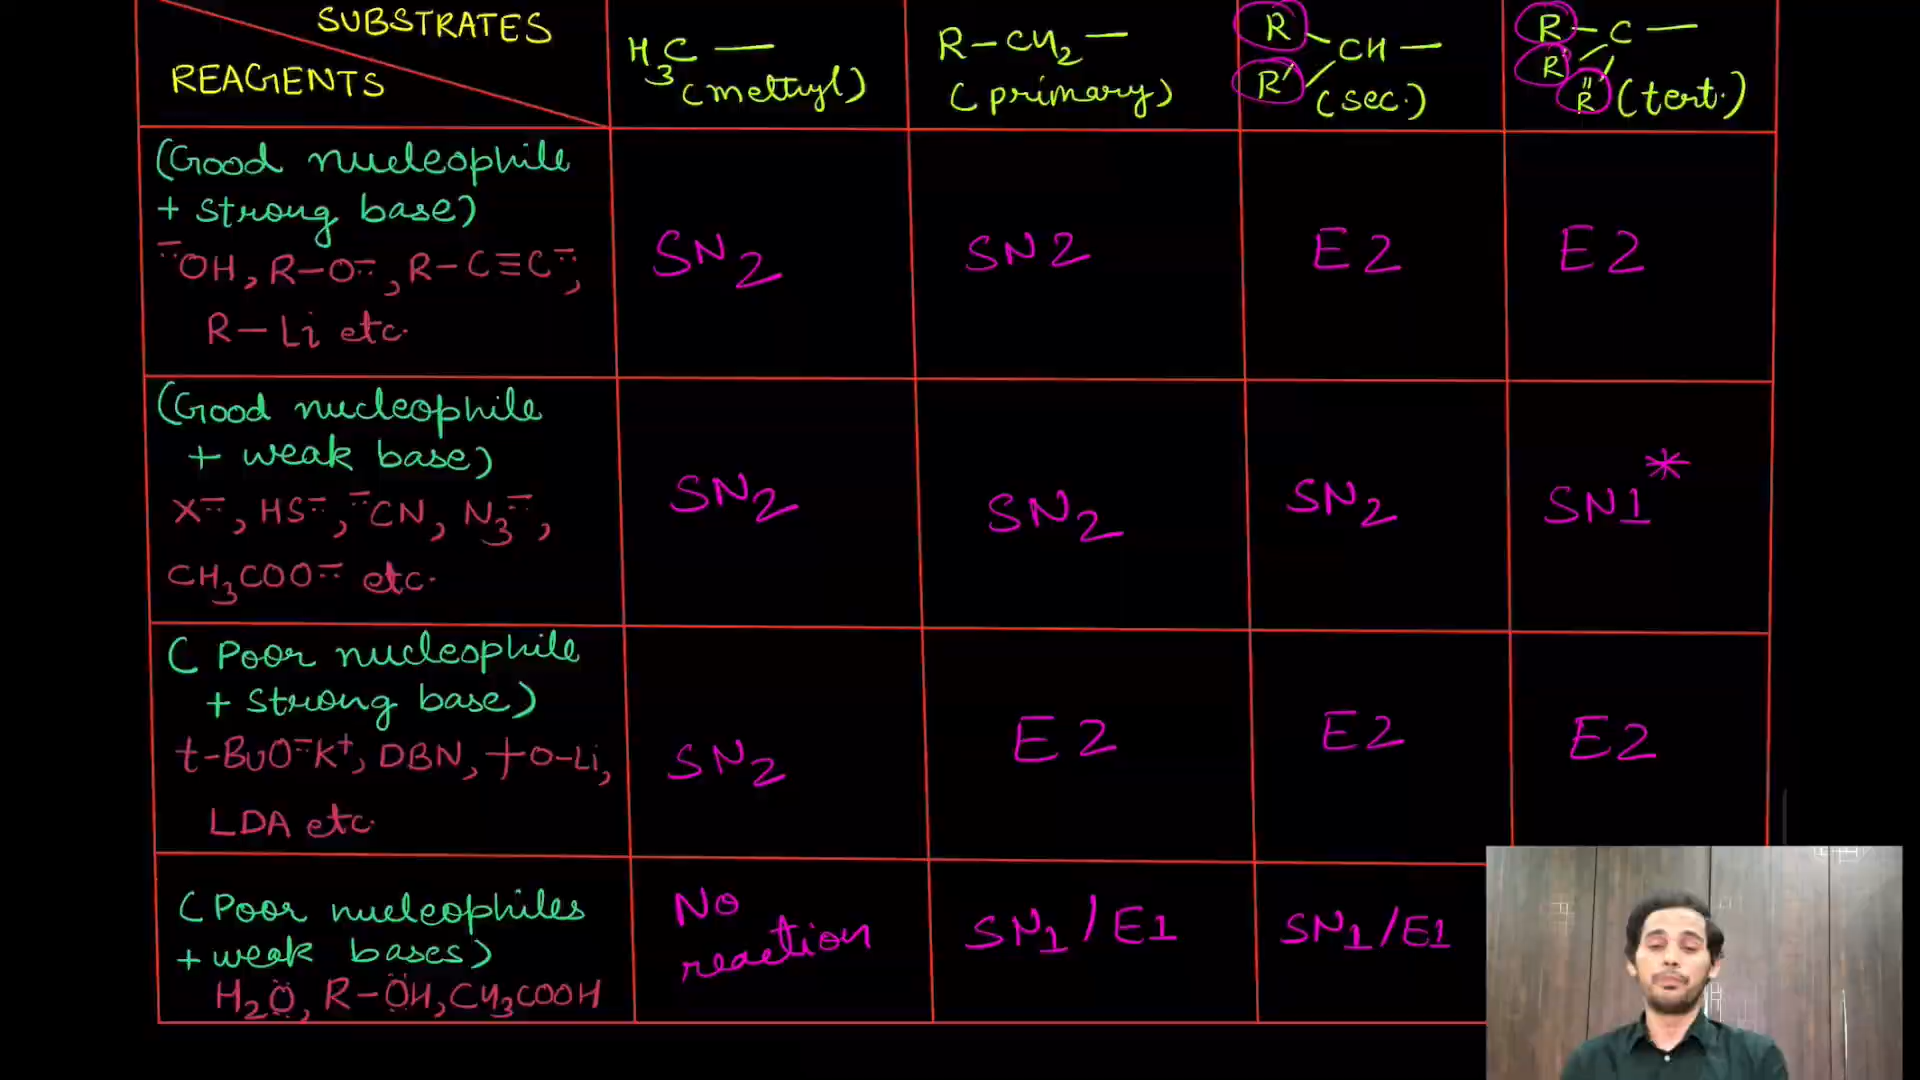 SUBSTRATES
REAGENTS
H3C —
(methyl)
R–CH2 —
(primary)
R
R' CH —
(sec.)
R–C —
R'
R'' (tert.)
(Good nucleophile
+ strong base)
⁻OH, R–O⁻, R–C≡C⁻,
R–Li etc.
SN2
SN2
E2
E2
(Good nucleophile
+ weak base)
X⁻, HS⁻, ⁻CN, N3⁻,
CH3COO⁻ etc.
SN2
SN2
SN2
SN1*
( Poor nucleophile
+ strong base)
t-BuO⁻K⁺, DBN, +O–Li,
LDA etc.
SN2
E2
E2
E2
( Poor nucleophiles
+ weak bases)
H2Ö, R–ÖH, CH3COOH
No
reaction
SN1/E1
SN1/E1